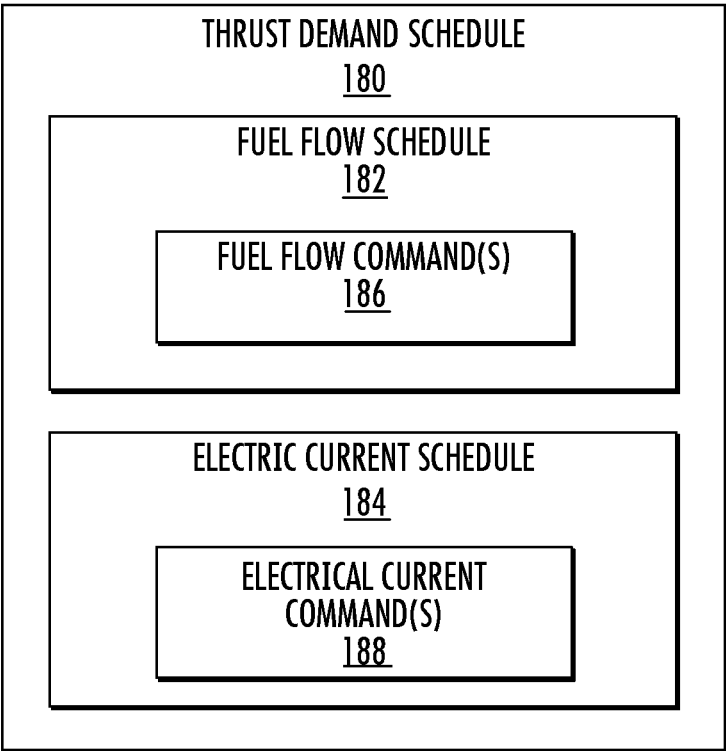 THRUST DEMAND SCHEDULE
180
FUEL FLOW SCHEDULE
182
FUEL FLOW COMMAND(S)
186
ELECTRIC CURRENT SCHEDULE
184
ELECTRICAL CURRENT
COMMAND(S)
188